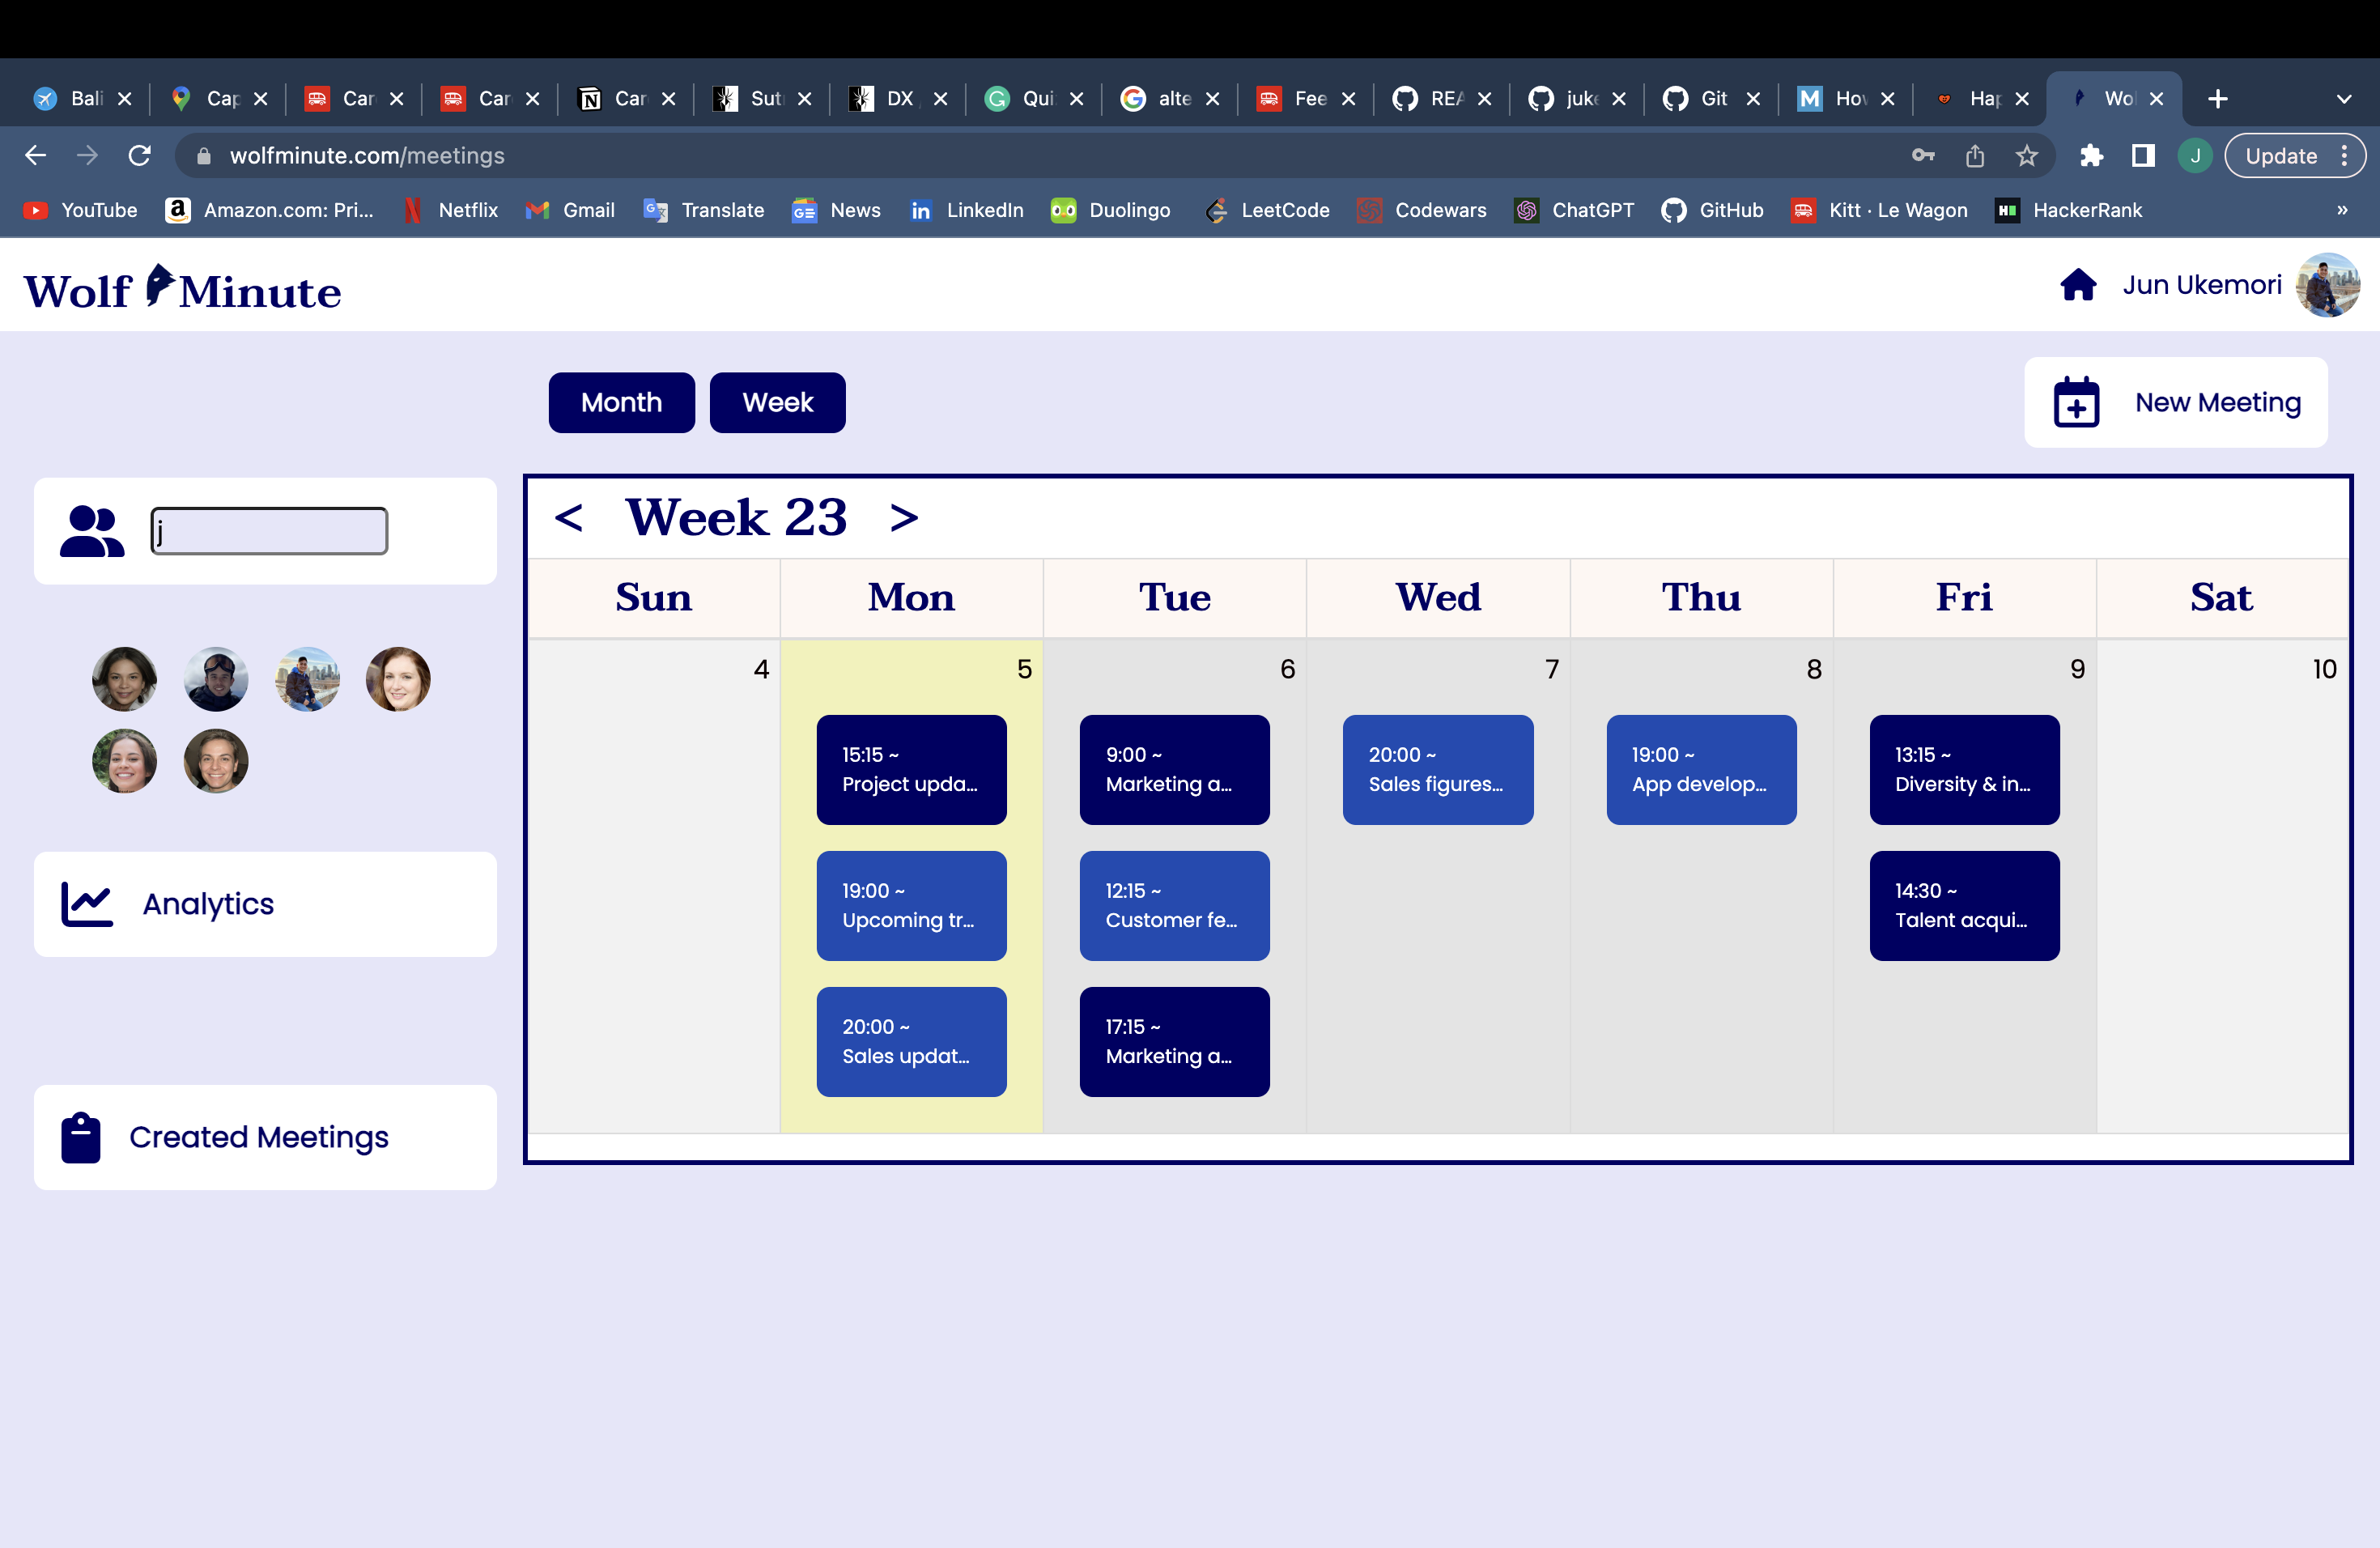 Bali
Cap
Car
Car
Car
Sut
DX
Qui
alte
Fee
REA
juke
Git
How
Hap
Wol
wolfminute.com/meetings
J
Update
YouTube
Amazon.com: Pri...
Netflix
Gmail
Translate
News
LinkedIn
Duolingo
LeetCode
Codewars
ChatGPT
GitHub
Kitt · Le Wagon
HackerRank
»
Wolf Minute
Jun Ukemori
Month
Week
New Meeting
j
Analytics
Created Meetings
< Week 23 >
Sun Mon Tue Wed Thu Fri Sat
4 5 6 7 8 9 10
15:15 ~
Project upda...
19:00 ~
Upcoming tr...
20:00 ~
Sales updat...
9:00 ~
Marketing a...
12:15 ~
Customer fe...
17:15 ~
Marketing a...
20:00 ~
Sales figures...
19:00 ~
App develop...
13:15 ~
Diversity & in...
14:30 ~
Talent acqui...